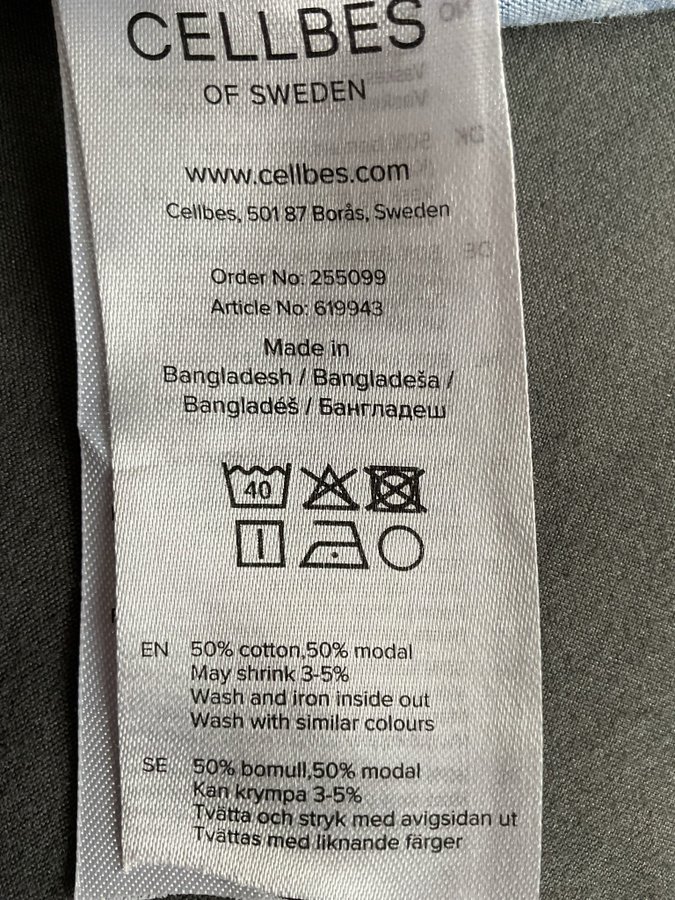 CELLBES
OF SWEDEN
www.cellbes.com
Cellbes, 501 87 Borås, Sweden
Order No: 255099
Article No: 619943
Made in
Bangladesh / Bangladeša /
Bangladéš / Бангладеш
40
EN 50% cotton,50% modal
May shrink 3-5%
Wash and iron inside out
Wash with similar colours
SE 50% bomull,50% modal
Kan krympa 3-5%
Tvätta och stryk med avigsidan ut
Tvättas med liknande färger